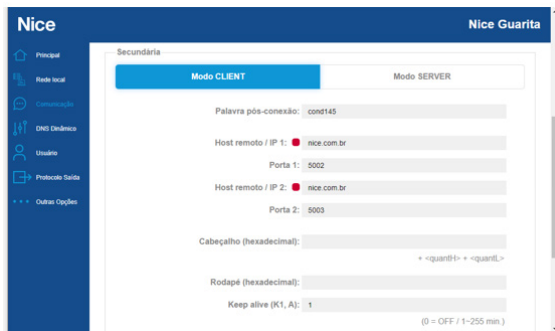 Nice
Nice Guarita
Principal
Rede local
Comunicação
DNS Dinâmico
Usuário
Protocolo Saída
Outras Opções
Secundária
Modo CLIENT
Modo SERVER
Palavra pós-conexão: cond145
Host remoto / IP 1: nice.com.br
Porta 1: 5002
Host remoto / IP 2: nice.com.br
Porta 2: 5003
Cabeçalho (hexadecimal):
+ <quantH> + <quantL>
Rodapé (hexadecimal):
Keep alive (K1, A): 1
(0 = OFF / 1~255 min.)